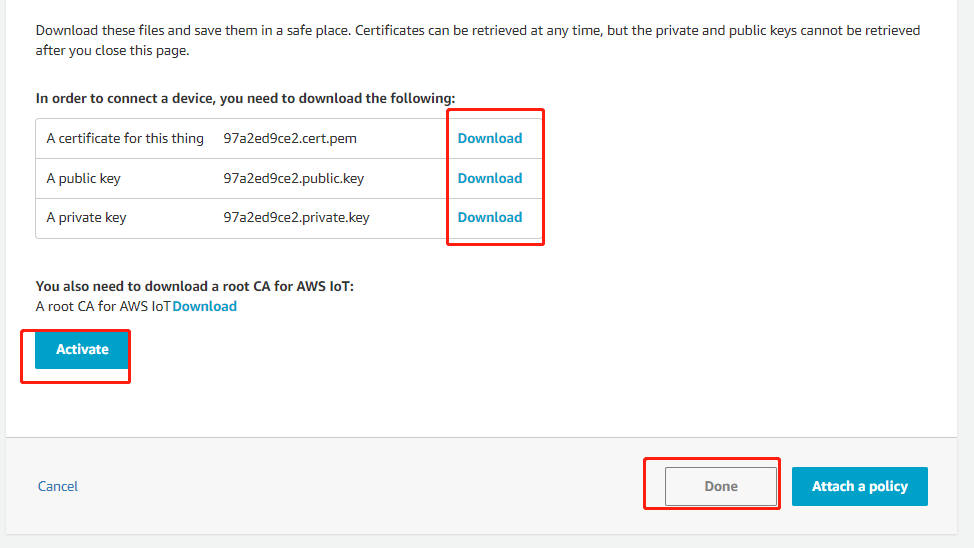 Download these files and save them in a safe place. Certificates can be retrieved at any time, but the private and public keys cannot be retrieved
after you close this page.
In order to connect a device, you need to download the following:
A certificate for this thing 97a2ed9ce2.cert.pem Download
A public key 97a2ed9ce2.public.key Download
A private key 97a2ed9ce2.private.key Download
You also need to download a root CA for AWS IoT:
A root CA for AWS IoT Download
Activate
Cancel Done Attach a policy